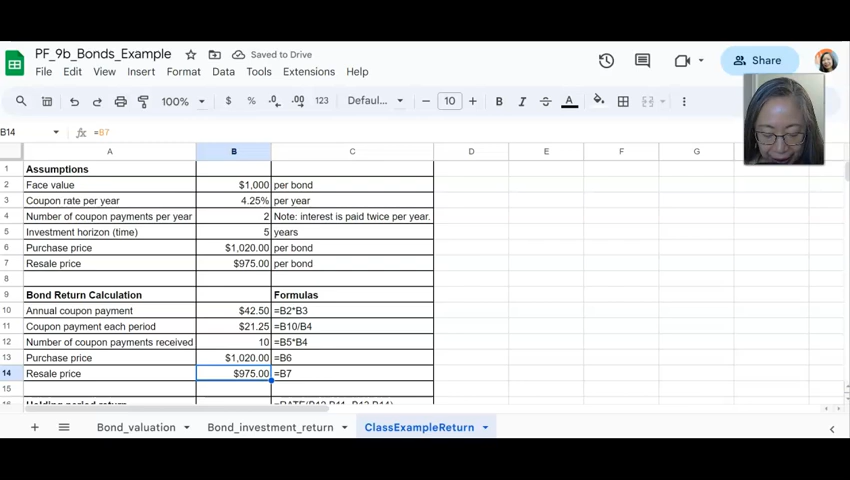 PF_9b_Bonds_Example Saved to Drive
File Edit View Insert Format Data Tools Extensions Help
Share
100% $ % .0 .00 123 Defaul... 10 B I S A
B14 fx =B7
A B C D E F G
1 Assumptions
2 Face value $1,000 per bond
3 Coupon rate per year 4.25% per year
4 Number of coupon payments per year 2 Note: interest is paid twice per year.
5 Investment horizon (time) 5 years
6 Purchase price $1,020.00 per bond
7 Resale price $975.00 per bond
8
9 Bond Return Calculation Formulas
10 Annual coupon payment $42.50 =B2*B3
11 Coupon payment each period $21.25 =B10/B4
12 Number of coupon payments received 10 =B5*B4
13 Purchase price $1,020.00 =B6
14 Resale price $975.00 =B7
15
16 Holding period return
Bond_valuation Bond_investment_return ClassExampleReturn